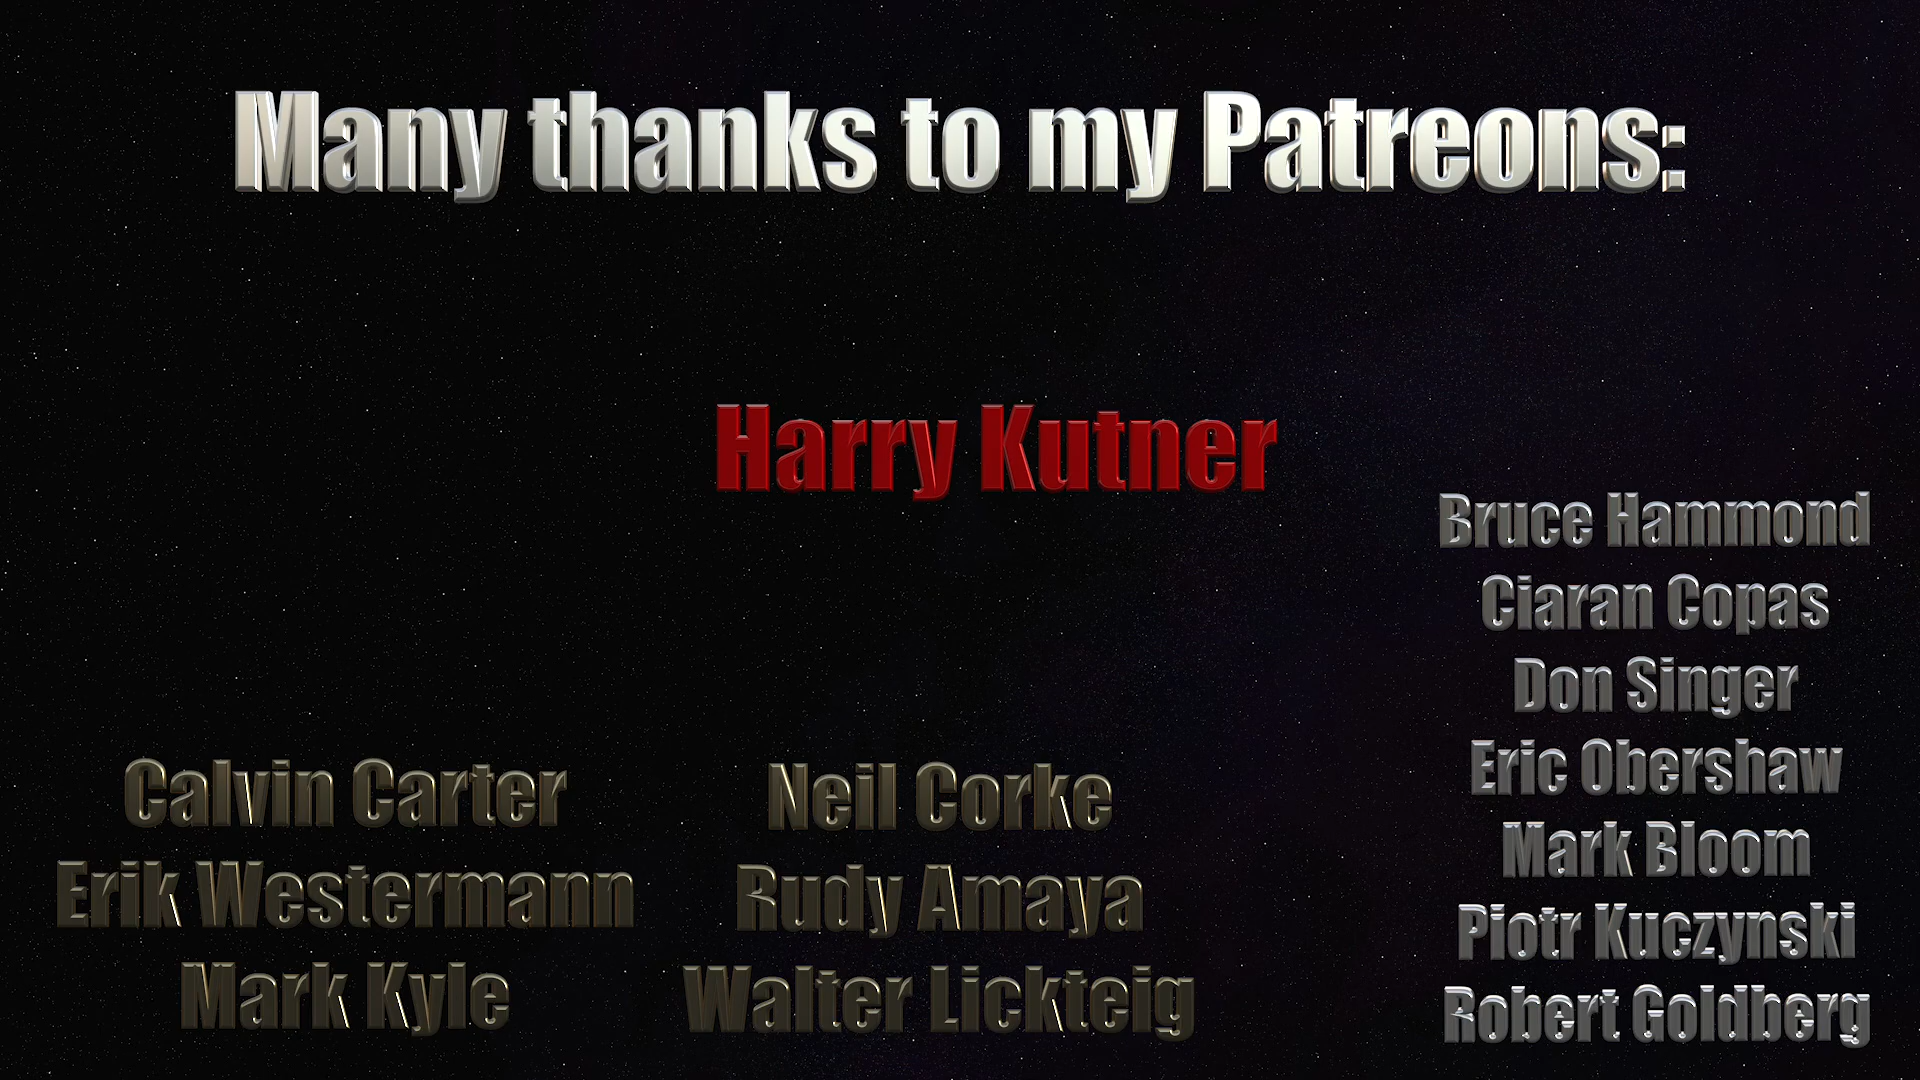 Many thanks to my Patreons:
Harry Kutner
Calvin Carter
Erik Westermann
Mark Kyle
Neil Corke
Rudy Amaya
Walter Lickteig
Bruce Hammond
Ciaran Copas
Don Singer
Eric Obershaw
Mark Bloom
Piotr Kuczynski
Robert Goldberg